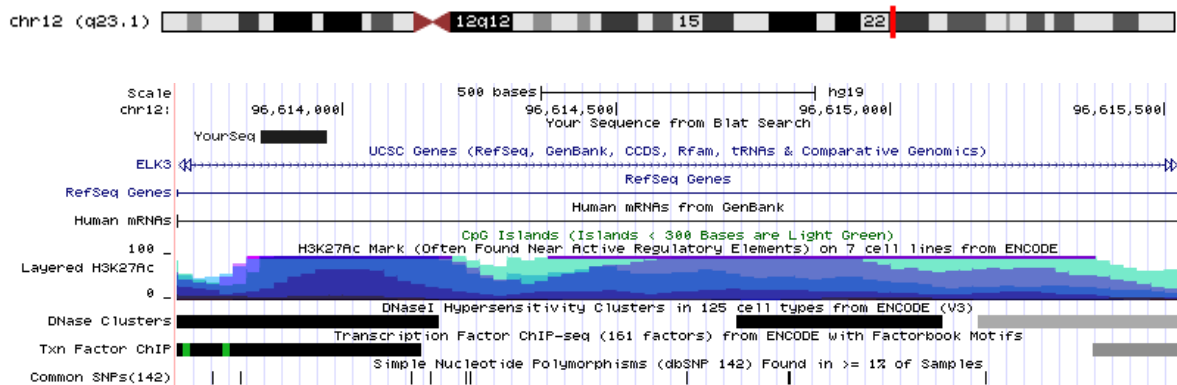 chr12 (q23.1) 12q12 15 22
Scale 500 bases hg19
chr12: 96,614,000| 96,614,500| 96,615,000| 96,615,500|
Your Sequence from Blat Search
YourSeq
UCSC Genes (RefSeq, GenBank, CCDS, Rfam, tRNAs & Comparative Genomics)
ELK3
RefSeq Genes
RefSeq Genes
Human mRNAs from GenBank
Human mRNAs
CpG Islands (Islands < 300 Bases are Light Green)
100 _ H3K27Ac Mark (Often Found Near Active Regulatory Elements) on 7 cell lines from ENCODE
Layered H3K27Ac
0 _
DNaseI Hypersensitivity Clusters in 125 cell types from ENCODE (V3)
DNase Clusters
Transcription Factor ChIP-seq (161 factors) from ENCODE with Factorbook Motifs
Txn Factor ChIP
Simple Nucleotide Polymorphisms (dbSNP 142) Found in >= 1% of Samples
Common SNPs(142)